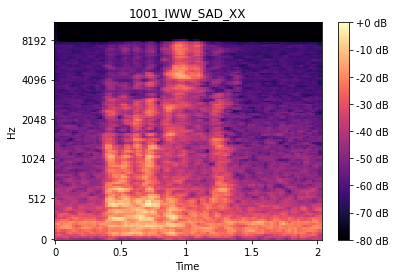 1001_IWW_SAD_XX
8192
4096
2048
1024
512
0
Hz
0
0.5
1
1.5
2
Time
+0 dB
-10 dB
-20 dB
-30 dB
-40 dB
-50 dB
-60 dB
-70 dB
-80 dB